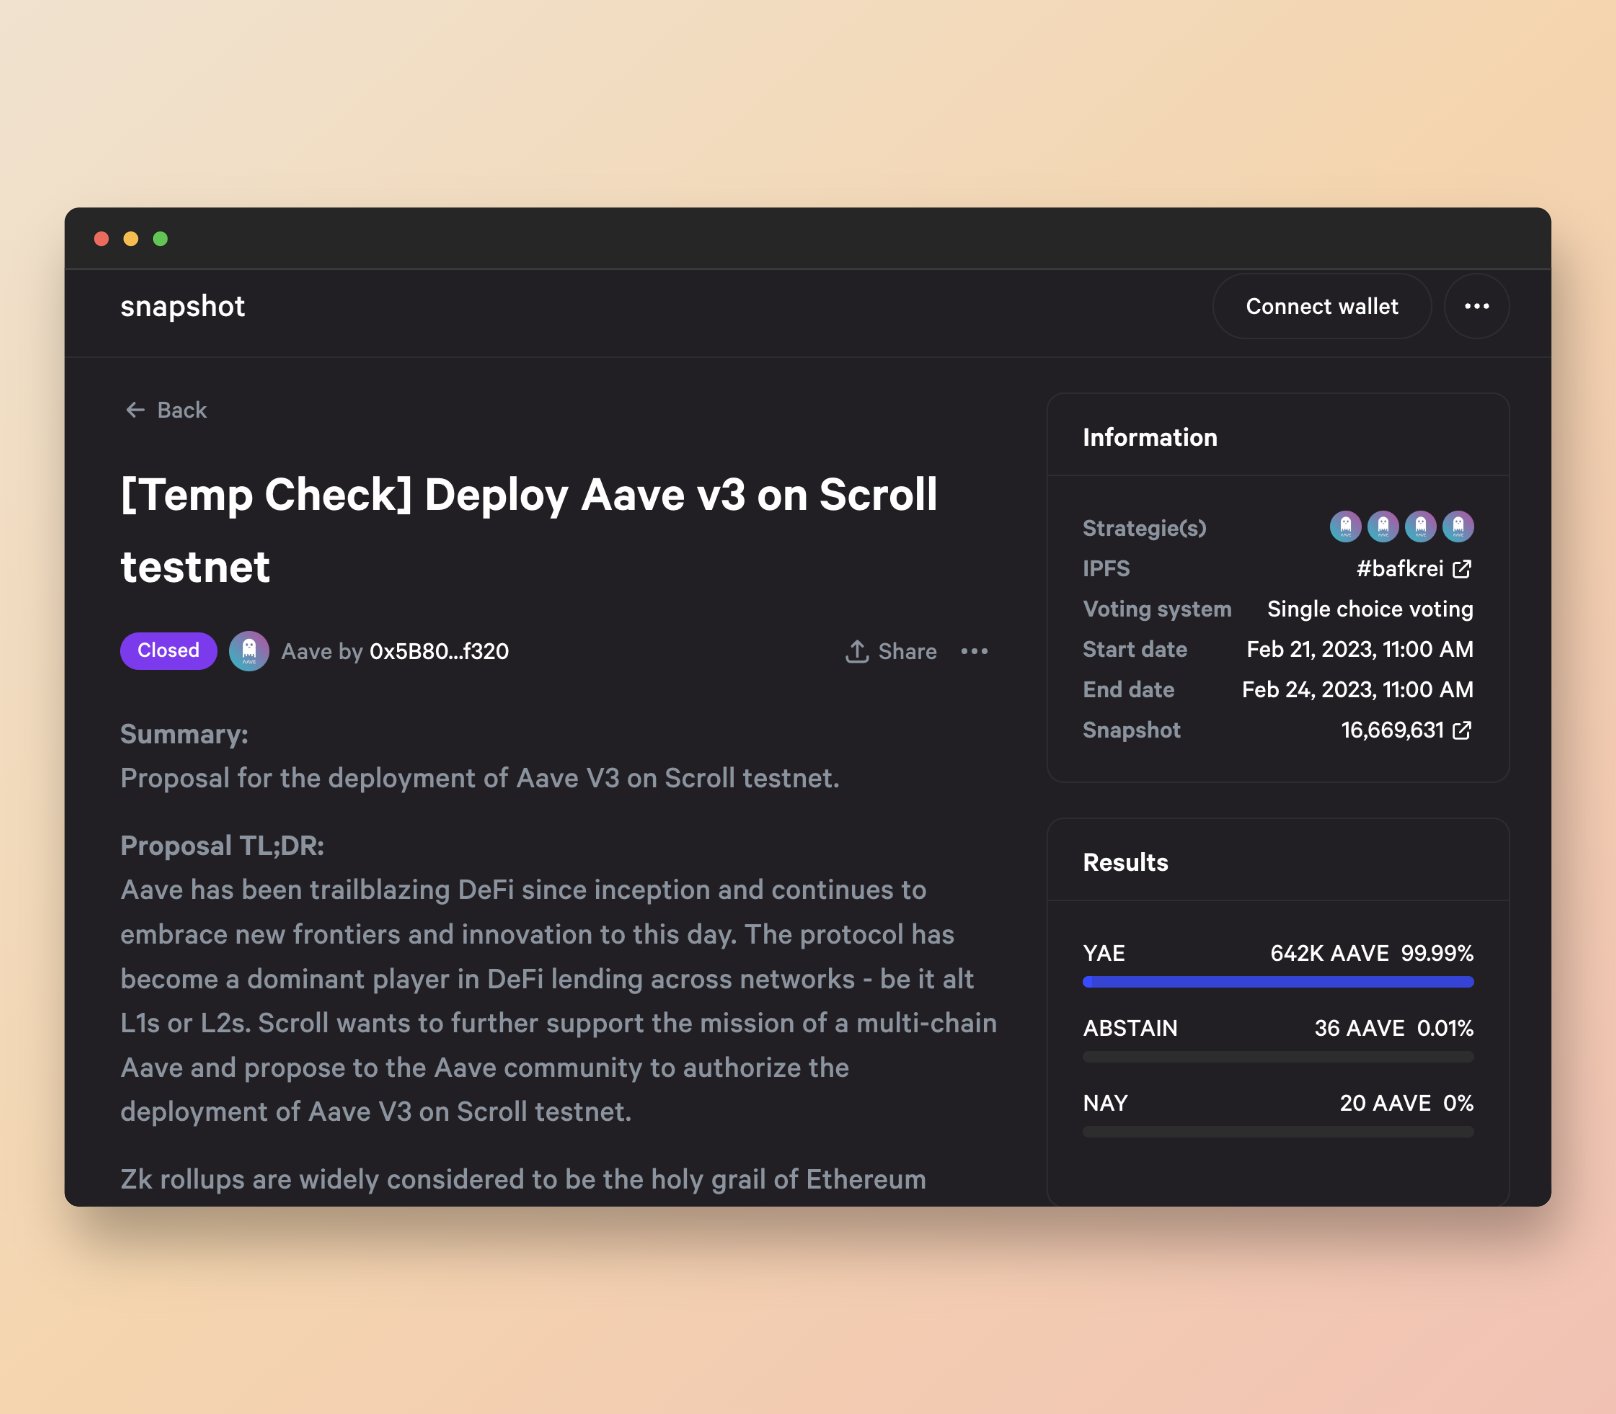 snapshot
Connect wallet
Back
[Temp Check] Deploy Aave v3 on Scroll
testnet
Closed
Aave by 0x5B80...f320
Share
Summary:
Proposal for the deployment of Aave V3 on Scroll testnet.
Proposal TL;DR:
Aave has been trailblazing DeFi since inception and continues to
embrace new frontiers and innovation to this day. The protocol has
become a dominant player in DeFi lending across networks - be it alt
L1s or L2s. Scroll wants to further support the mission of a multi-chain
Aave and propose to the Aave community to authorize the
deployment of Aave V3 on Scroll testnet.
Zk rollups are widely considered to be the holy grail of Ethereum
Information
Strategie(s)
IPFS #bafkrei
Voting system Single choice voting
Start date Feb 21, 2023, 11:00 AM
End date Feb 24, 2023, 11:00 AM
Snapshot 16,669,631
Results
YAE 642K AAVE 99.99%
ABSTAIN 36 AAVE 0.01%
NAY 20 AAVE 0%